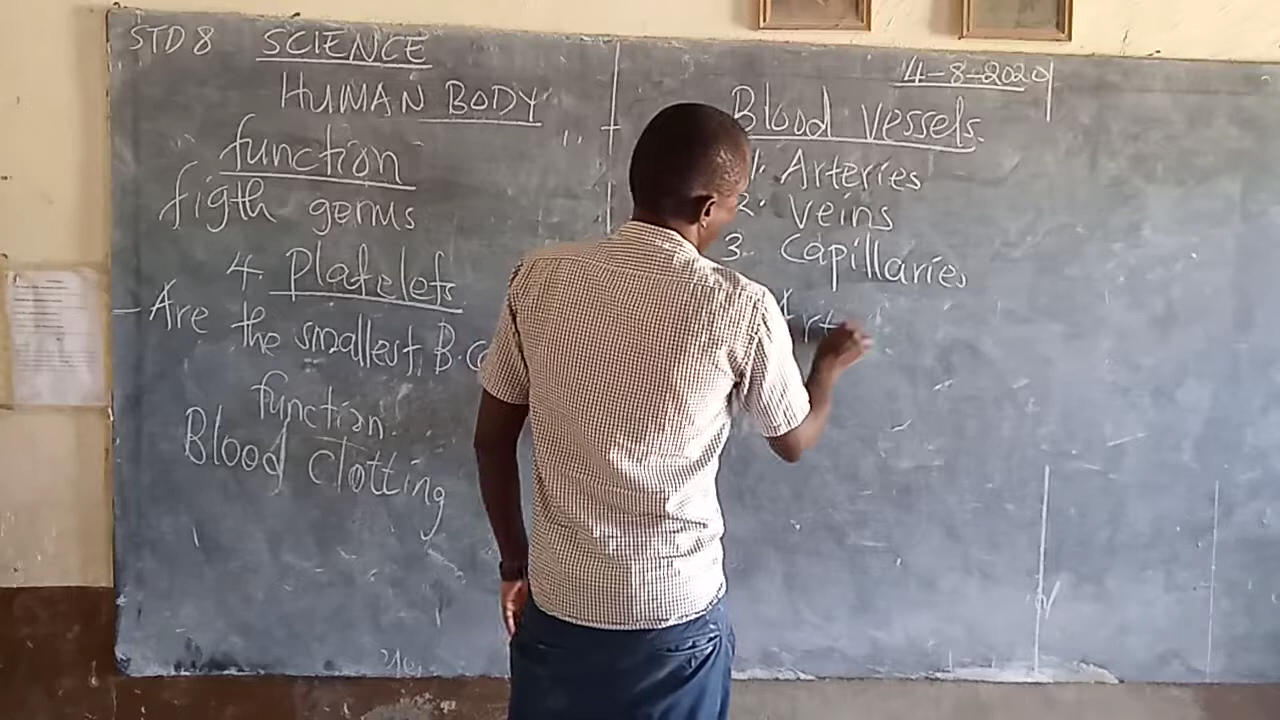 STD 8 SCIENCE
HUMAN BODY
function
figth germs
4. Platelets
- Are the smallest, B.c
function
Blood Clotting
4-8-2020
Blood vessels
1. Arteries
2. Veins
3. Capillaries
Art